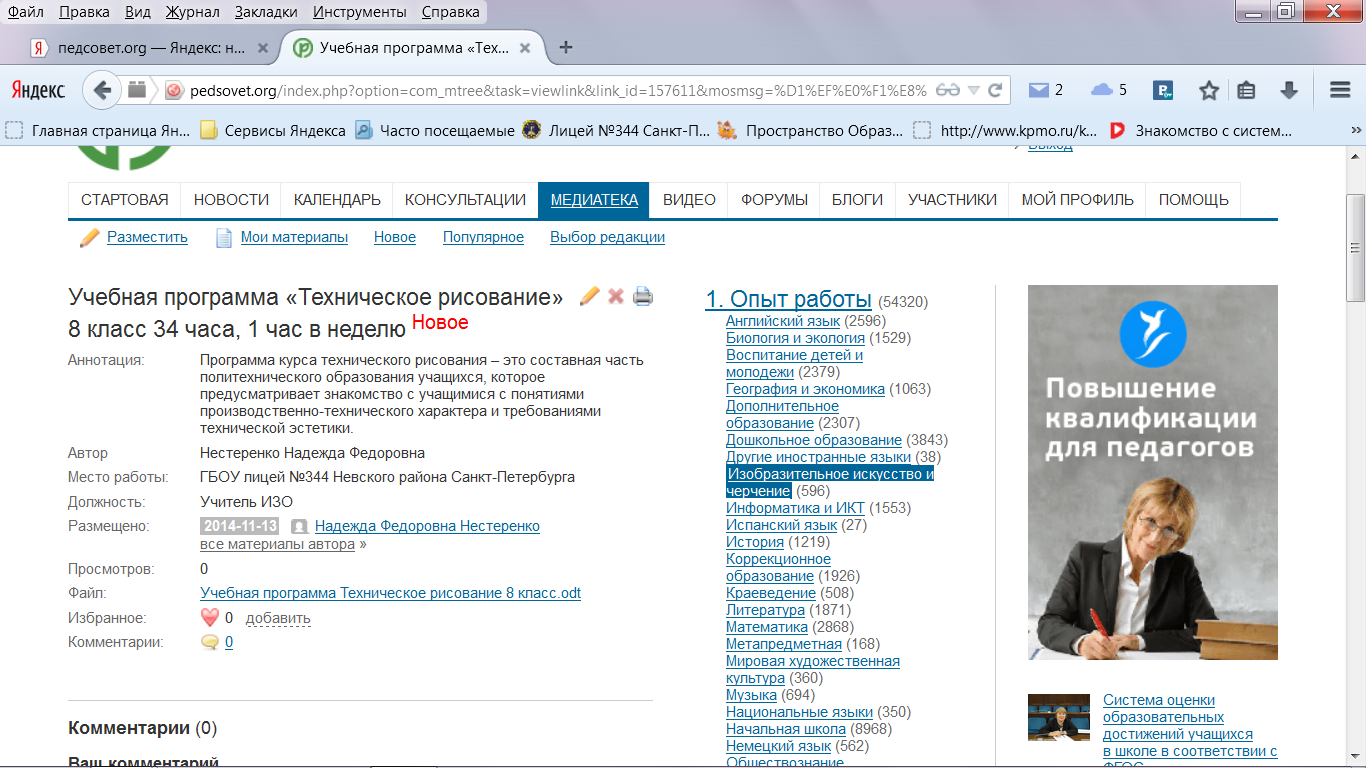 Файл Правка Вид Журнал Закладки Инструменты Справка
Я педсовет.org — Яндекс: н...
Учебная программа «Тех...
Яндекс
pedsovet.org/index.php?option=com_mtree&task=viewlink&link_id=157611&mosmsg=%D1%EF%E0%F1%E8%
2
5
Главная страница Ян...
Сервисы Яндекса
Часто посещаемые
Лицей №344 Санкт-П...
Пространство Образ...
http://www.kpmo.ru/k...
Знакомство с систем...
»
Выход
СТАРТОВАЯ НОВОСТИ КАЛЕНДАРЬ КОНСУЛЬТАЦИИ МЕДИАТЕКА ВИДЕО ФОРУМЫ БЛОГИ УЧАСТНИКИ МОЙ ПРОФИЛЬ ПОМОЩЬ
Разместить Мои материалы Новое Популярное Выбор редакции
Учебная программа «Техническое рисование»
8 класс 34 часа, 1 час в неделю Новое
Аннотация: Программа курса технического рисования – это составная часть
политехнического образования учащихся, которое
предусматривает знакомство с учащимися с понятиями
производственно-технического характера и требованиями
технической эстетики.
Автор Нестеренко Надежда Федоровна
Место работы: ГБОУ лицей №344 Невского района Санкт-Петербурга
Должность: Учитель ИЗО
Размещено: 2014-11-13 Надежда Федоровна Нестеренко
все материалы автора »
Просмотров: 0
Файл: Учебная программа Техническое рисование 8 класс.odt
Избранное: 0 добавить
Комментарии: 0
Комментарии (0)
Ваш комментарий
1. Опыт работы (54320)
Английский язык (2596)
Биология и экология (1529)
Воспитание детей и
молодежи (2379)
География и экономика (1063)
Дополнительное
образование (2307)
Дошкольное образование (3843)
Другие иностранные языки (38)
Изобразительное искусство и
черчение (596)
Информатика и ИКТ (1553)
Испанский язык (27)
История (1219)
Коррекционное
образование (1926)
Краеведение (508)
Литература (1871)
Математика (2868)
Метапредметная (168)
Мировая художественная
культура (360)
Музыка (694)
Национальные языки (350)
Начальная школа (8968)
Немецкий язык (562)
Обществознание
Повышение
квалификации
для педагогов
Система оценки
образовательных
достижений учащихся
в школе в соответствии с
ФГОС